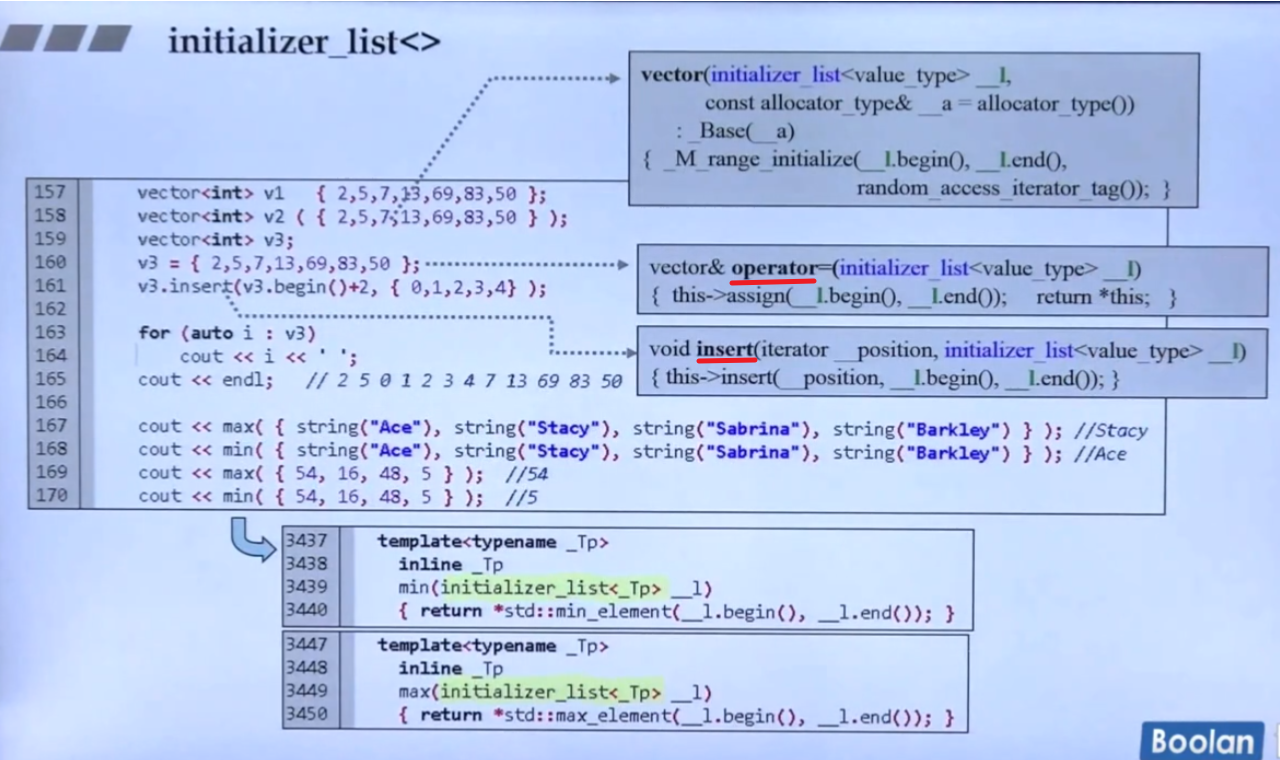 initializer_list<>
vector(initializer_list<value_type> __l,
const allocator_type& __a = allocator_type())
: _Base(__a)
{ _M_range_initialize(__l.begin(), __l.end(),
random_access_iterator_tag()); }
157 vector<int> v1 { 2,5,7,13,69,83,50 };
158 vector<int> v2 ( { 2,5,7,13,69,83,50 } );
159 vector<int> v3;
160 v3 = { 2,5,7,13,69,83,50 };
161 v3.insert(v3.begin()+2, { 0,1,2,3,4} );
162
163 for (auto i : v3)
164 cout << i << ' ';
165 cout << endl; // 2 5 0 1 2 3 4 7 13 69 83 50
166
167 cout << max( { string("Ace"), string("Stacy"), string("Sabrina"), string("Barkley") } ); //Stacy
168 cout << min( { string("Ace"), string("Stacy"), string("Sabrina"), string("Barkley") } ); //Ace
169 cout << max( { 54, 16, 48, 5 } ); //54
170 cout << min( { 54, 16, 48, 5 } ); //5
vector& operator=(initializer_list<value_type> __l)
{ this->assign(__l.begin(), __l.end()); return *this; }
void insert(iterator __position, initializer_list<value_type> __l)
{ this->insert(__position, __l.begin(), __l.end()); }
3437 template<typename _Tp>
3438 inline _Tp
3439 min(initializer_list<_Tp> __l)
3440 { return *std::min_element(__l.begin(), __l.end()); }
3447 template<typename _Tp>
3448 inline _Tp
3449 max(initializer_list<_Tp> __l)
3450 { return *std::max_element(__l.begin(), __l.end()); }
Boolan